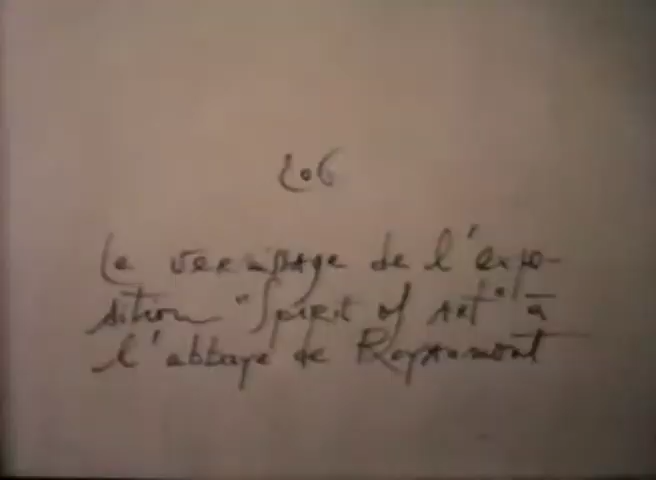 206
Le vernissage de l'expo-
sition "Spirit of Art" à
l'abbaye de Royaumont